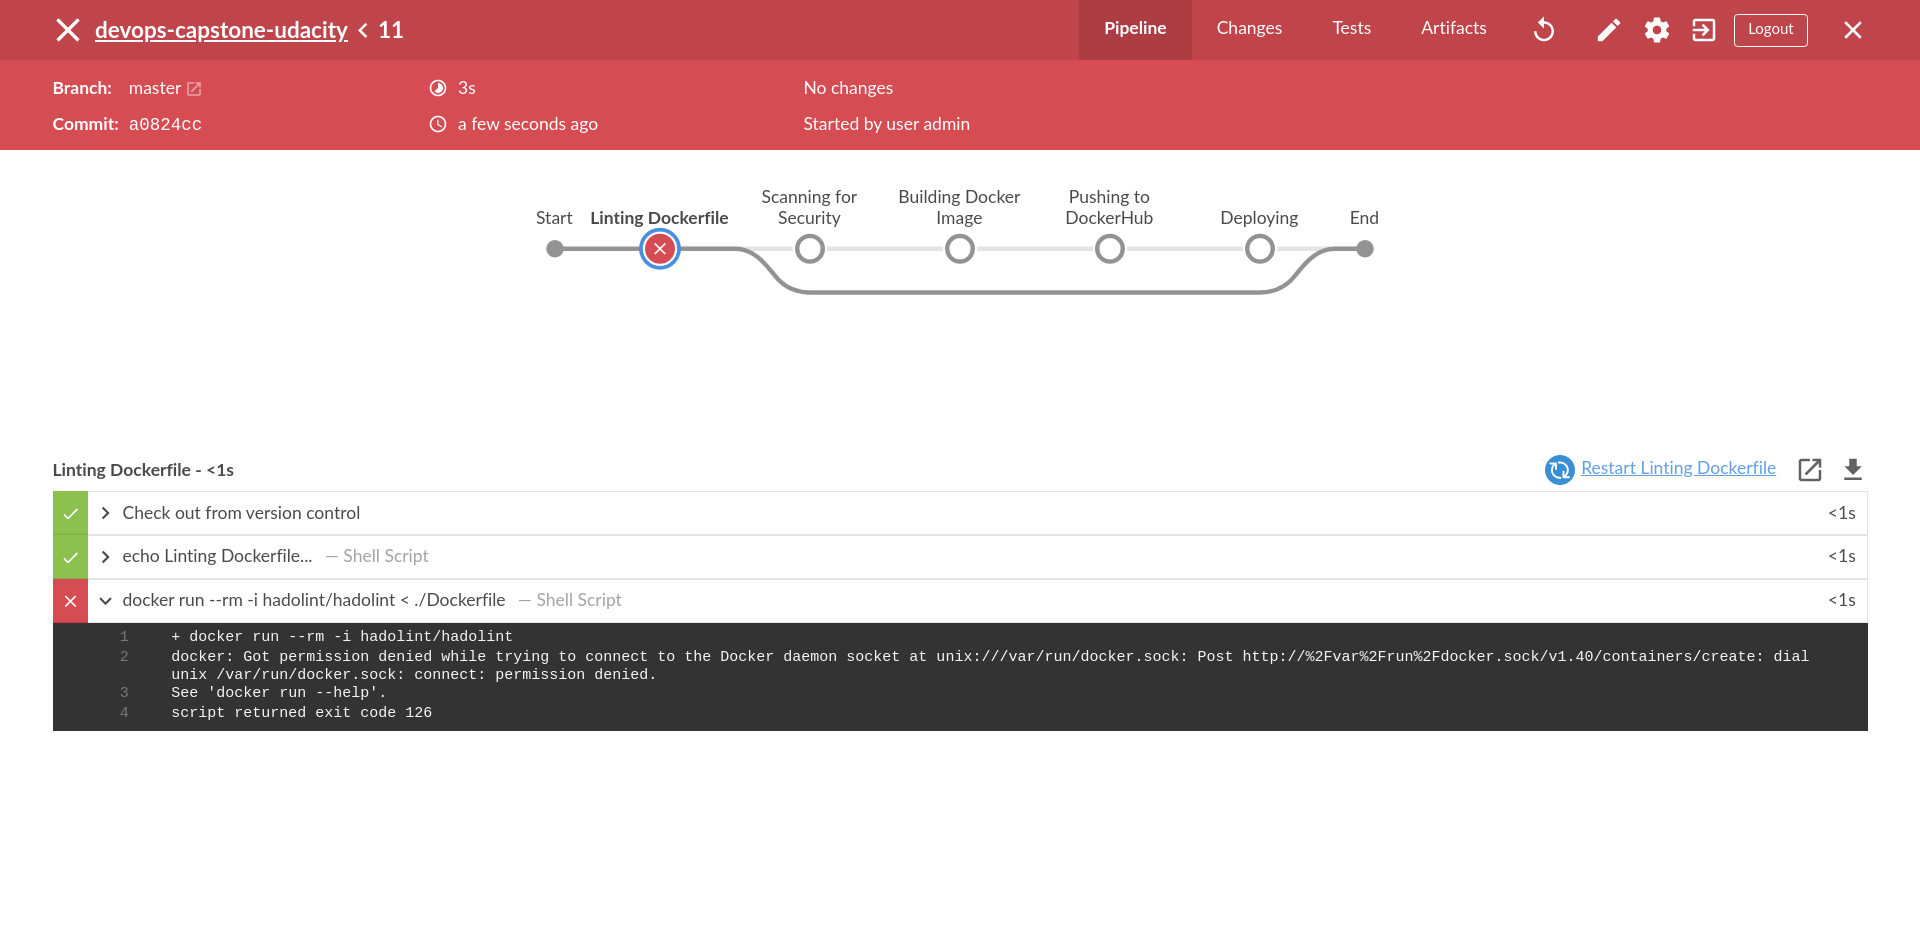 devops-capstone-udacity < 11
Pipeline
Changes
Tests
Artifacts
Logout
Branch: master
3s
No changes
Commit: a0824cc
a few seconds ago
Started by user admin
Start
Linting Dockerfile
Scanning for
Security
Building Docker
Image
Pushing to
DockerHub
Deploying
End
Linting Dockerfile - <1s
Restart Linting Dockerfile
Check out from version control
<1s
echo Linting Dockerfile... — Shell Script
<1s
docker run --rm -i hadolint/hadolint < ./Dockerfile — Shell Script
<1s
1 + docker run --rm -i hadolint/hadolint
2 docker: Got permission denied while trying to connect to the Docker daemon socket at unix:///var/run/docker.sock: Post http://%2Fvar%2Frun%2Fdocker.sock/v1.40/containers/create: dial
unix /var/run/docker.sock: connect: permission denied.
3 See 'docker run --help'.
4 script returned exit code 126